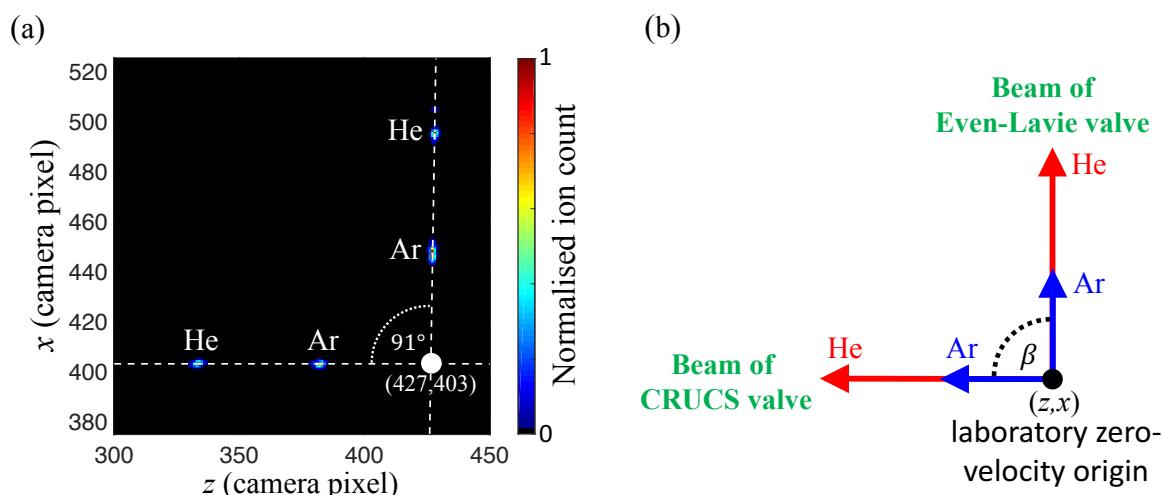 (a)
520
500
480
460
440
420
400
380
x (camera pixel)
He
Ar
He
Ar
91°
(427,403)
300
350
400
450
z (camera pixel)
1
0
Normalised ion count
(b)
Beam of
Even-Lavie valve
He
Ar
He
Ar
β
Beam of
CRUCS valve
(z,x)
laboratory zero-
velocity origin